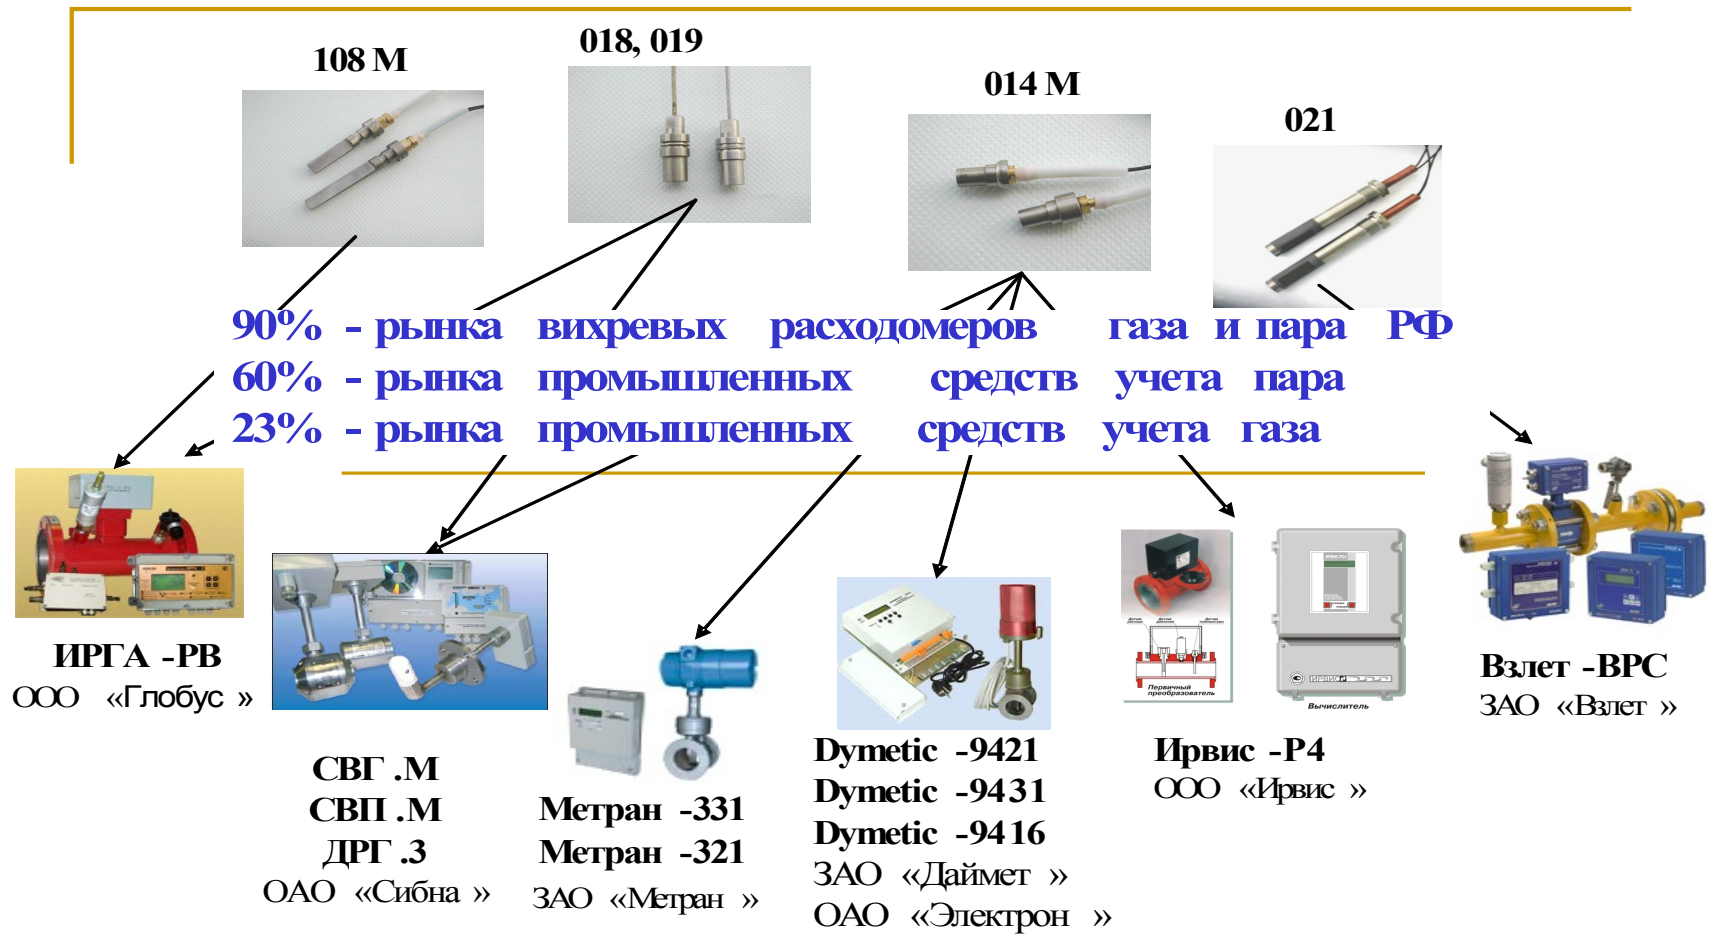 108 М
018, 019
014 М
021
90% - рынка вихревых расходомеров газа и пара РФ
60% - рынка промышленных средств учета пара
23% - рынка промышленных средств учета газа
ИРГА -РВ
ООО «Глобус »
СВГ .М
СВП .М
ДРГ .3
ОАО «Сибна »
Метран -331
Метран -321
ЗАО «Метран »
Dymetic -9421
Dymetic -9431
Dymetic -9416
ЗАО «Даймет »
ОАО «Электрон »
Первичный
преобразователь
Вычислитель
Ирвис -Р4
ООО «Ирвис »
Взлет -ВРС
ЗАО «Взлет »